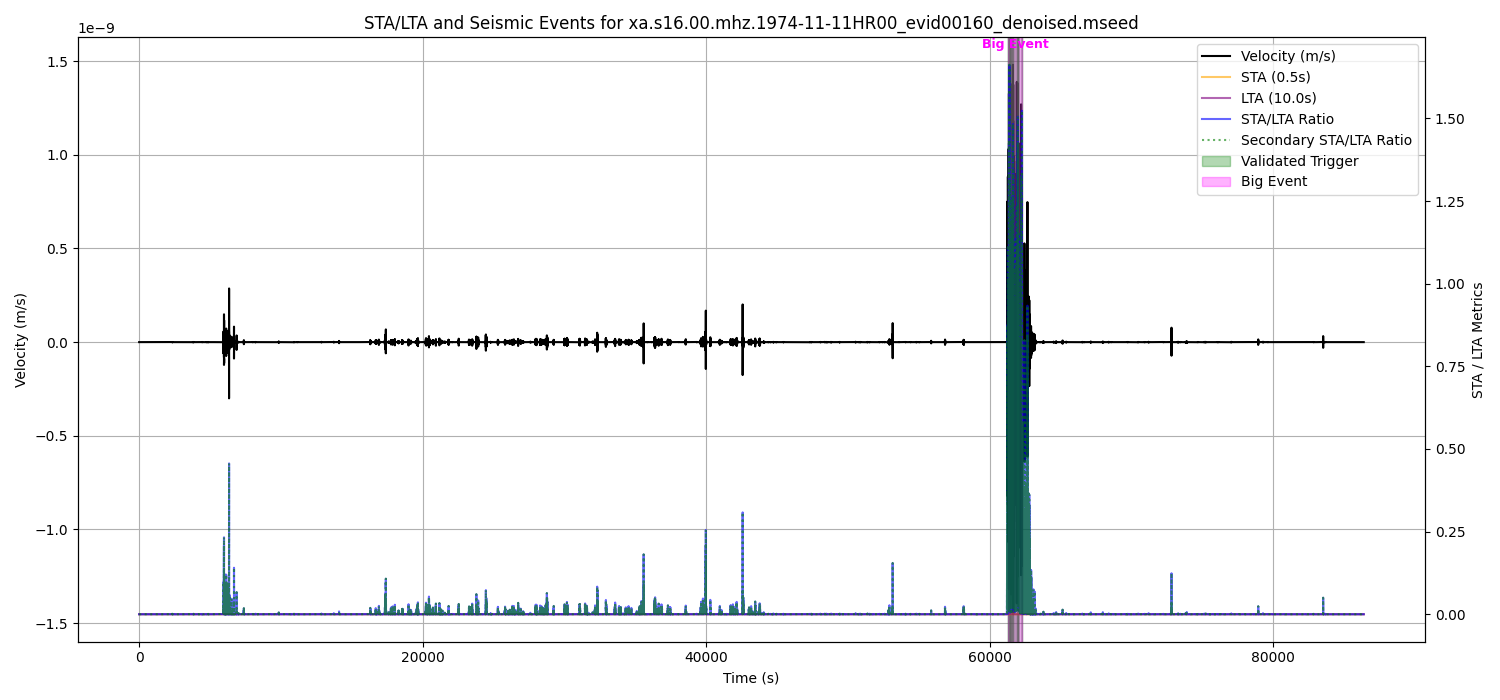 STA/LTA and Seismic Events for xa.s16.00.mhz.1974-11-11HR00_evid00160_denoised.mseed
1e−9
Big Event
Velocity (m/s)
STA (0.5s)
LTA (10.0s)
STA/LTA Ratio
Secondary STA/LTA Ratio
Validated Trigger
Big Event
1.5
1.0
0.5
0.0
−0.5
−1.0
−1.5
Velocity (m/s)
1.50
1.25
1.00
0.75
0.50
0.25
0.00
STA / LTA Metrics
0
20000
40000
60000
80000
Time (s)